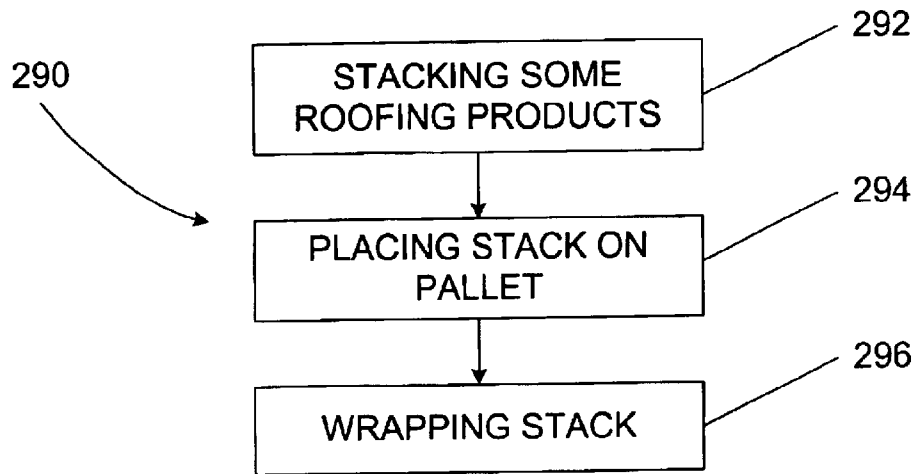 292
290
STACKING SOME
ROOFING PRODUCTS
294
PLACING STACK ON
PALLET
296
WRAPPING STACK